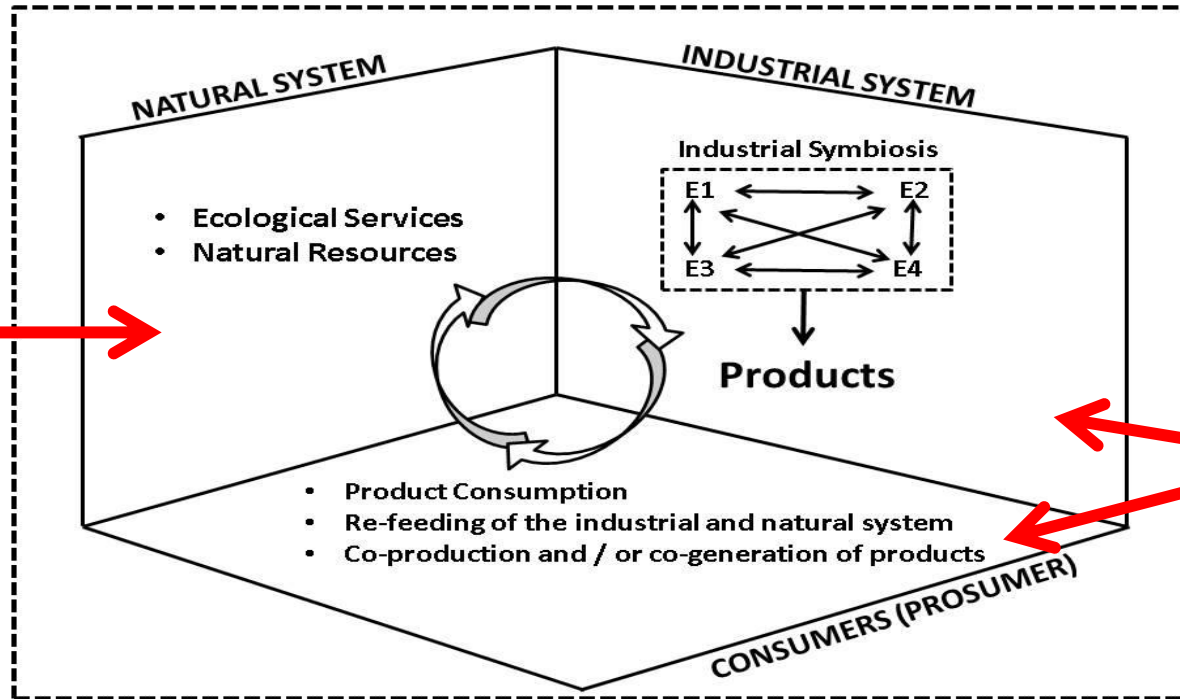 NATURAL SYSTEM
INDUSTRIAL SYSTEM
• Ecological Services
• Natural Resources
Industrial Symbiosis
E1 E2
E3 E4
Products
• Product Consumption
• Re-feeding of the industrial and natural system
• Co-production and / or co-generation of products
CONSUMERS (PROSUMER)